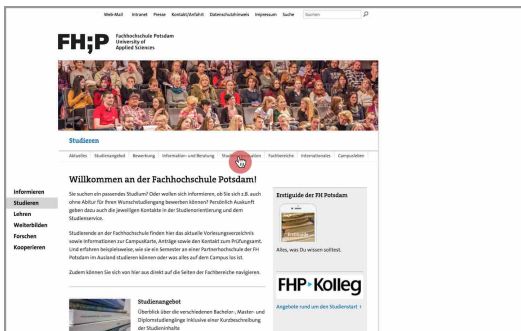 Web-Mail Intranet Presse Kontakt/Anfahrt Datenschutzhinweis Impressum Suche Suchen
FH;P Fachhochschule Potsdam
University of
Applied Sciences
Studieren
Aktuelles Studienangebot Bewerbung Information- und Beratung Fachbereiche Internationales Campusleben
Willkommen an der Fachhochschule Potsdam!
Informieren
Studieren
Lehren
Weiterbilden
Forschen
Kooperieren
Sie suchen ein passendes Studium? Oder wollen sich informieren, ob Sie sich z.B. auch
ohne Abitur für Ihren Wunschstudiengang bewerben können? Persönlich Auskunft
geben dazu auch die jeweiligen Kontakte in der Studienorientierung und dem
Studienservice.
Studierende an der Fachhochschule finden hier das aktuelle Vorlesungsverzeichnis
sowie Informationen zur CampusKarte, Anträge sowie den Kontakt zum Prüfungsamt.
Und erfahren beispielsweise, wie sie ein Semester an einer Partnerhochschule der FH
Potsdam im Ausland studieren können oder was alles auf dem Campus los ist.
Zudem können Sie sich von hier aus direkt auf die Seiten der Fachbereiche navigieren.
Studienangebot
Überblick über die verschiedenen Bachelor-, Master- und
Diplomstudiengänge inklusive einer Kurzbeschreibung
der Studieninhalte
Erstiguide der FH Potsdam
Alles, was Du wissen solltest.
FHP Kolleg
Angebote rund um den Studienstart